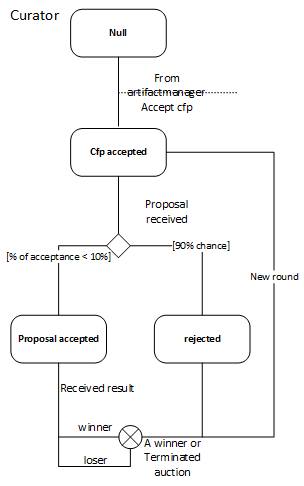 Curator
Null
From
artifactmanager
Accept cfp
Cfp accepted
Proposal
received
[% of acceptance < 10%]
[90% chance]
New round
Proposal accepted
rejected
Received result
winner
A winner or
Terminated
auction
loser